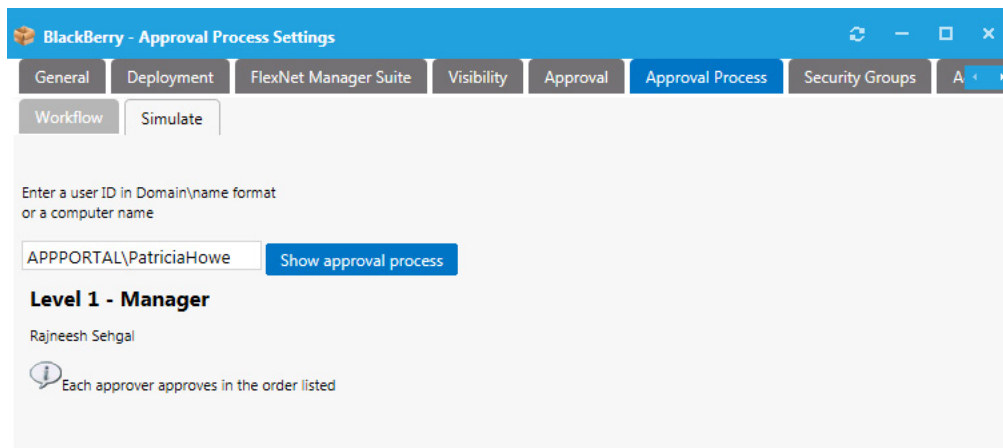 BlackBerry - Approval Process Settings
General Deployment FlexNet Manager Suite Visibility Approval Approval Process Security Groups A
Workflow Simulate
Enter a user ID in Domain\name format
or a computer name
APPPORTAL\PatriciaHowe Show approval process
Level 1 - Manager
Rajneesh Sehgal
Each approver approves in the order listed